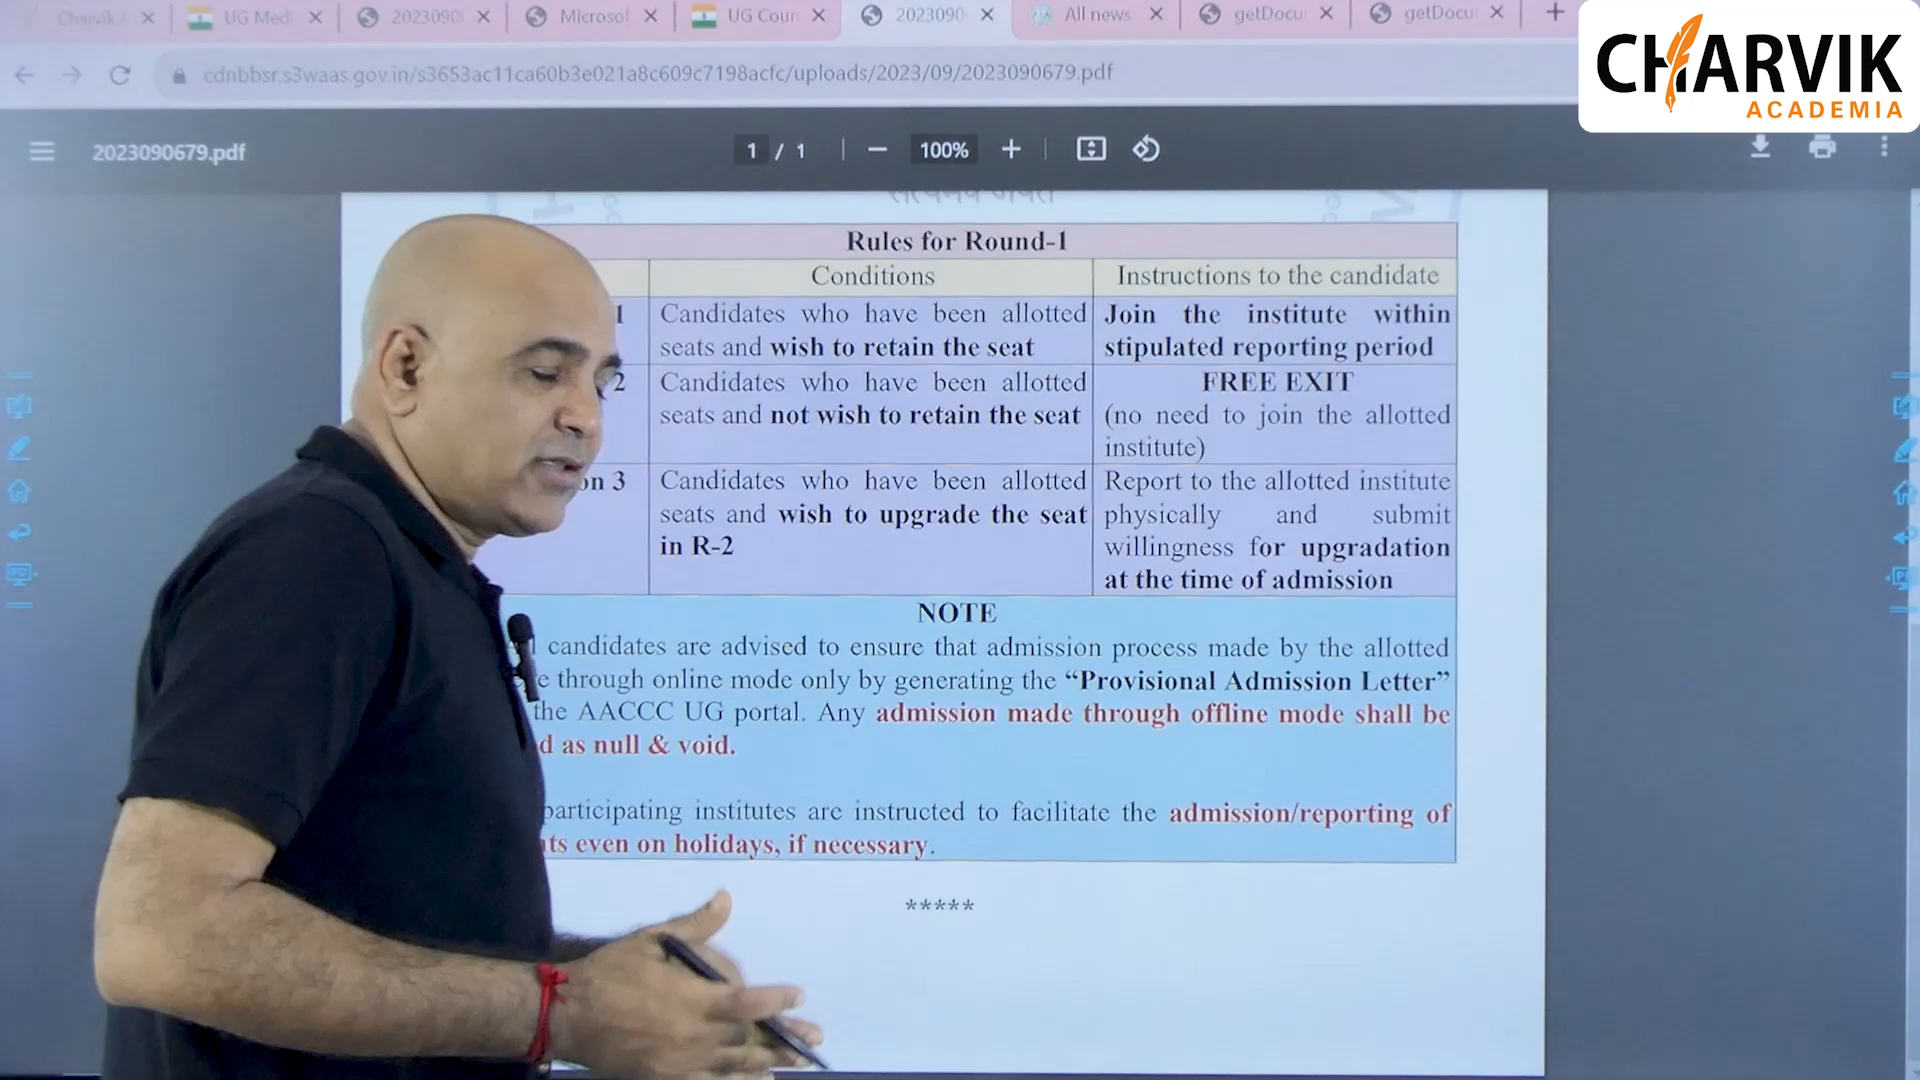 Charvik A
UG Medi
2023090
Microsof
UG Coun
2023090
All news
getDocu
getDocu
CHARVIK
ACADEMIA
cdnbbsr.s3waas.gov.in/s3653ac11ca60b3e021a8c609c7198acfc/uploads/2023/09/2023090679.pdf
2023090679.pdf
1 / 1
100%
सत्यमेव जयते
Rules for Round-1
Conditions
Instructions to the candidate
1
Candidates who have been allotted
seats and wish to retain the seat
Join the institute within
stipulated reporting period
2
Candidates who have been allotted
seats and not wish to retain the seat
FREE EXIT
(no need to join the allotted
institute)
on 3
Candidates who have been allotted
seats and wish to upgrade the seat
in R-2
Report to the allotted institute
physically and submit
willingness for upgradation
at the time of admission
NOTE
candidates are advised to ensure that admission process made by the allotted
e through online mode only by generating the “Provisional Admission Letter”
the AACCC UG portal. Any admission made through offline mode shall be
d as null & void.
participating institutes are instructed to facilitate the admission/reporting of
nts even on holidays, if necessary.
*****